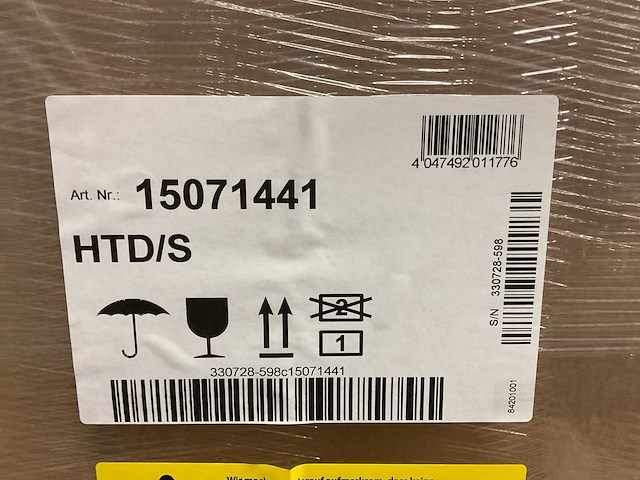 4 047492 011776
Art. Nr.: 15071441
HTD/S
S/N 330728-598
2
1
330728-598c15071441
84201001